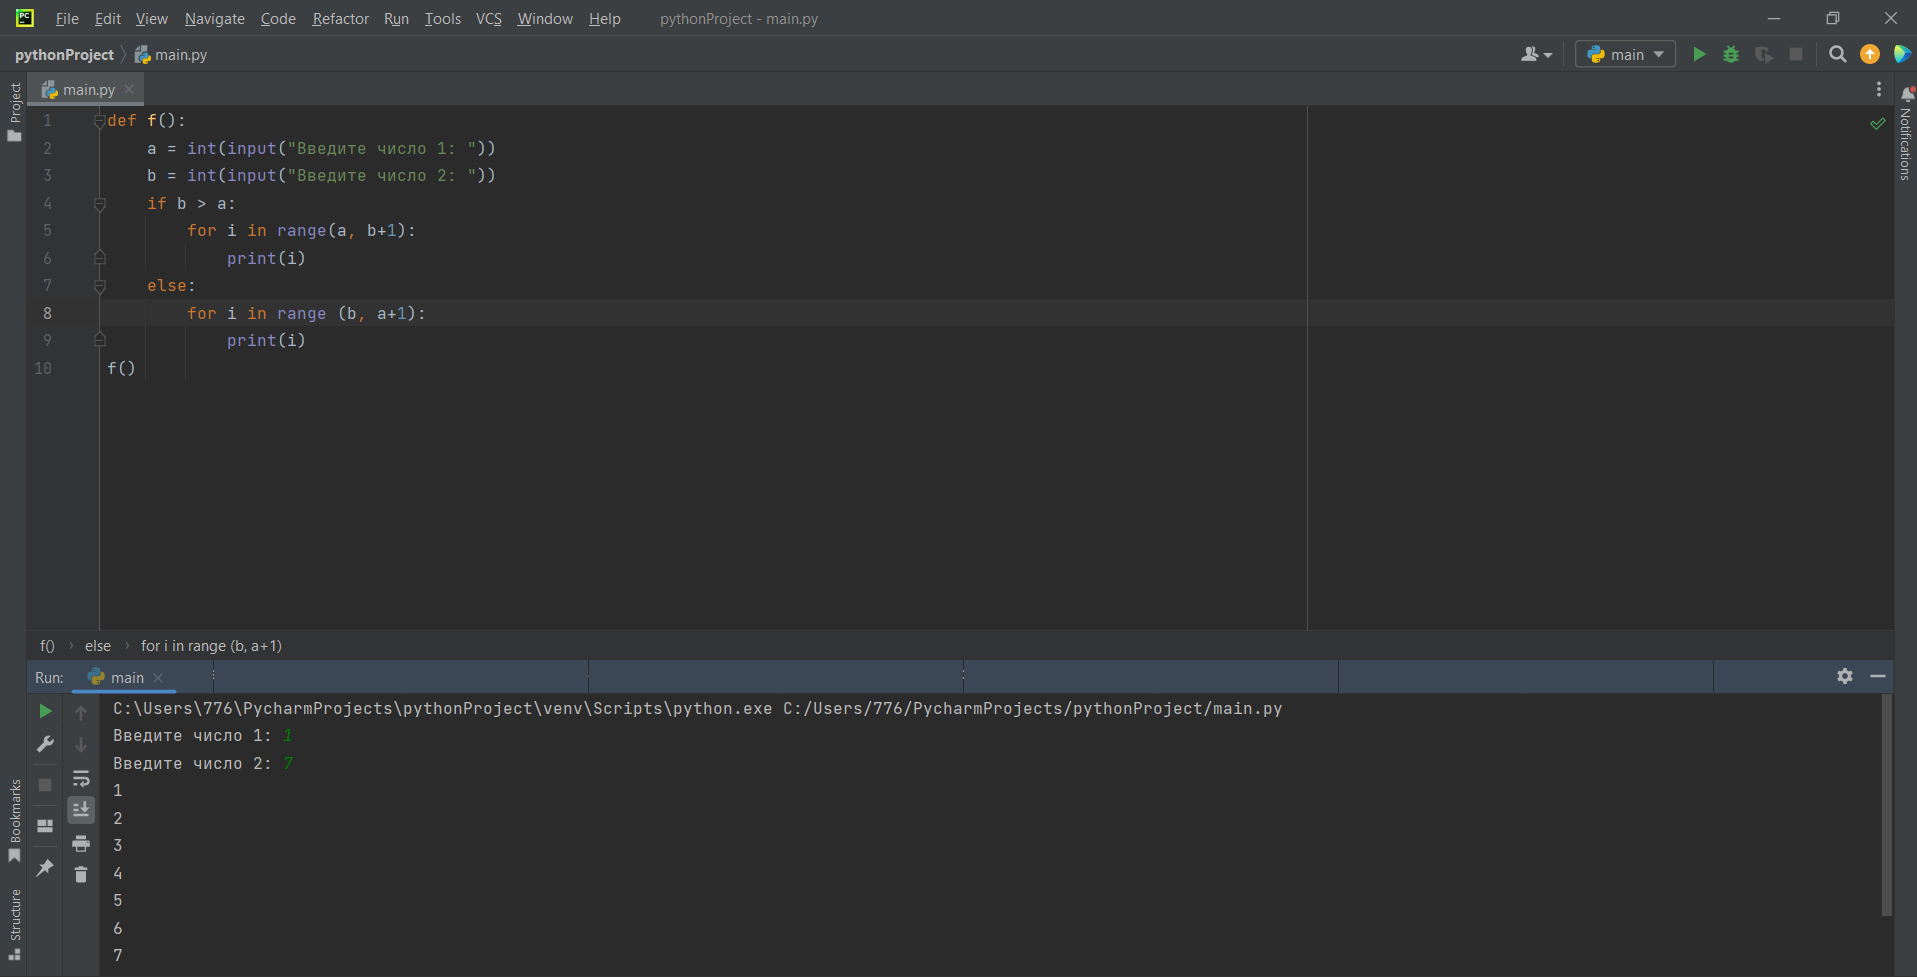 PC File Edit View Navigate Code Refactor Run Tools VCS Window Help pythonProject - main.py
pythonProject main.py main
Project
main.py
Notifications
1 def f():
2     a = int(input("Введите число 1: "))
3     b = int(input("Введите число 2: "))
4     if b > a:
5         for i in range(a, b+1):
6             print(i)
7     else:
8         for i in range (b, a+1):
9             print(i)
10 f()
f() › else › for i in range (b, a+1)
Run: main
C:\Users\776\PycharmProjects\pythonProject\venv\Scripts\python.exe C:/Users/776/PycharmProjects/pythonProject/main.py
Введите число 1: 1
Введите число 2: 7
1
2
3
4
5
6
7
Bookmarks
Structure